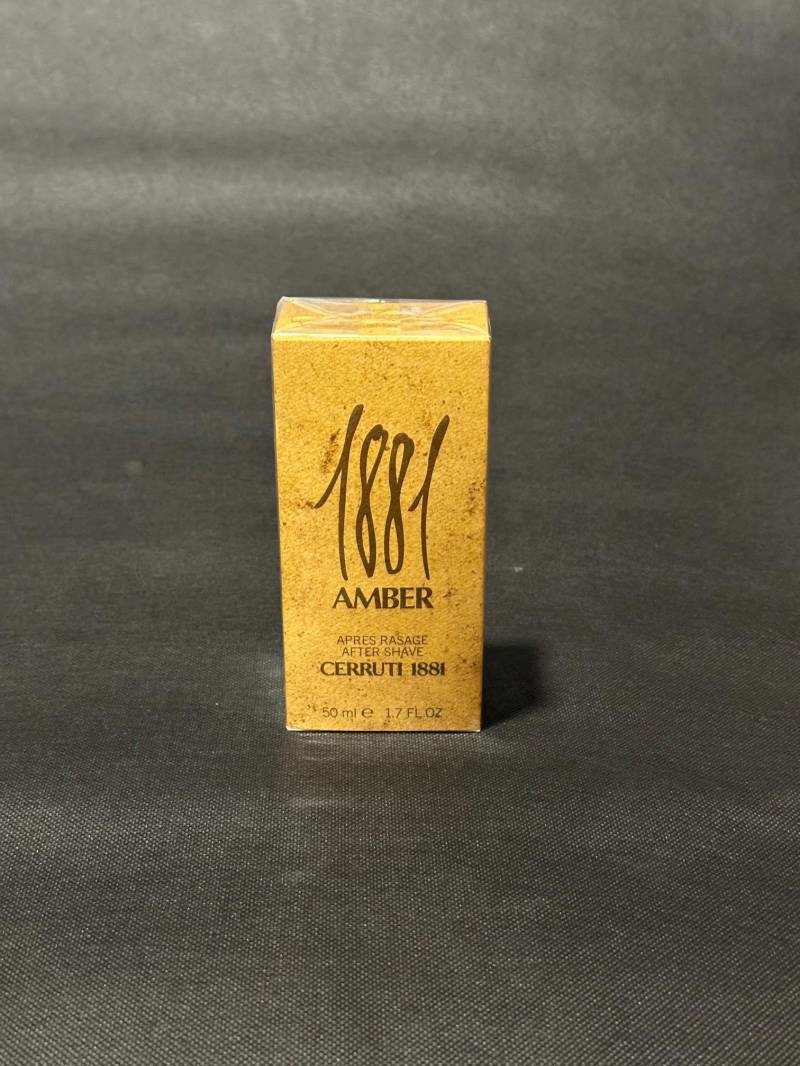 1881
AMBER
APRES RASAGE
AFTER SHAVE
CERRUTI 1881
50 ml ℮ 1.7 FL.OZ